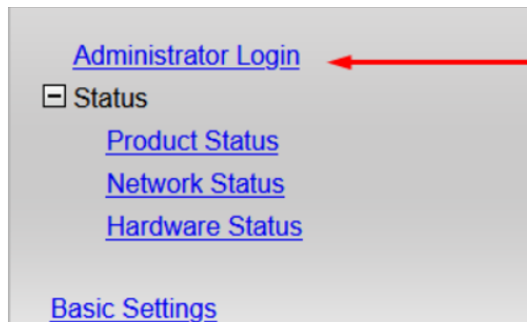 Administrator Login
Status
Product Status
Network Status
Hardware Status
Basic Settings